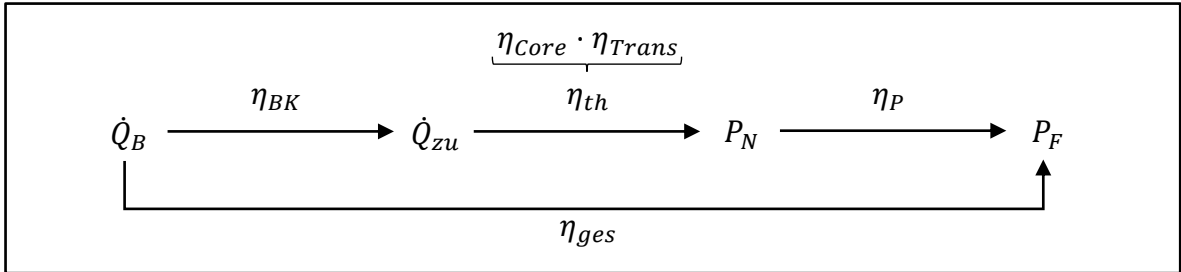 η_Core · η_Trans
η_BK η_th η_P
Q̇_B Q̇_zu P_N P_F
η_ges